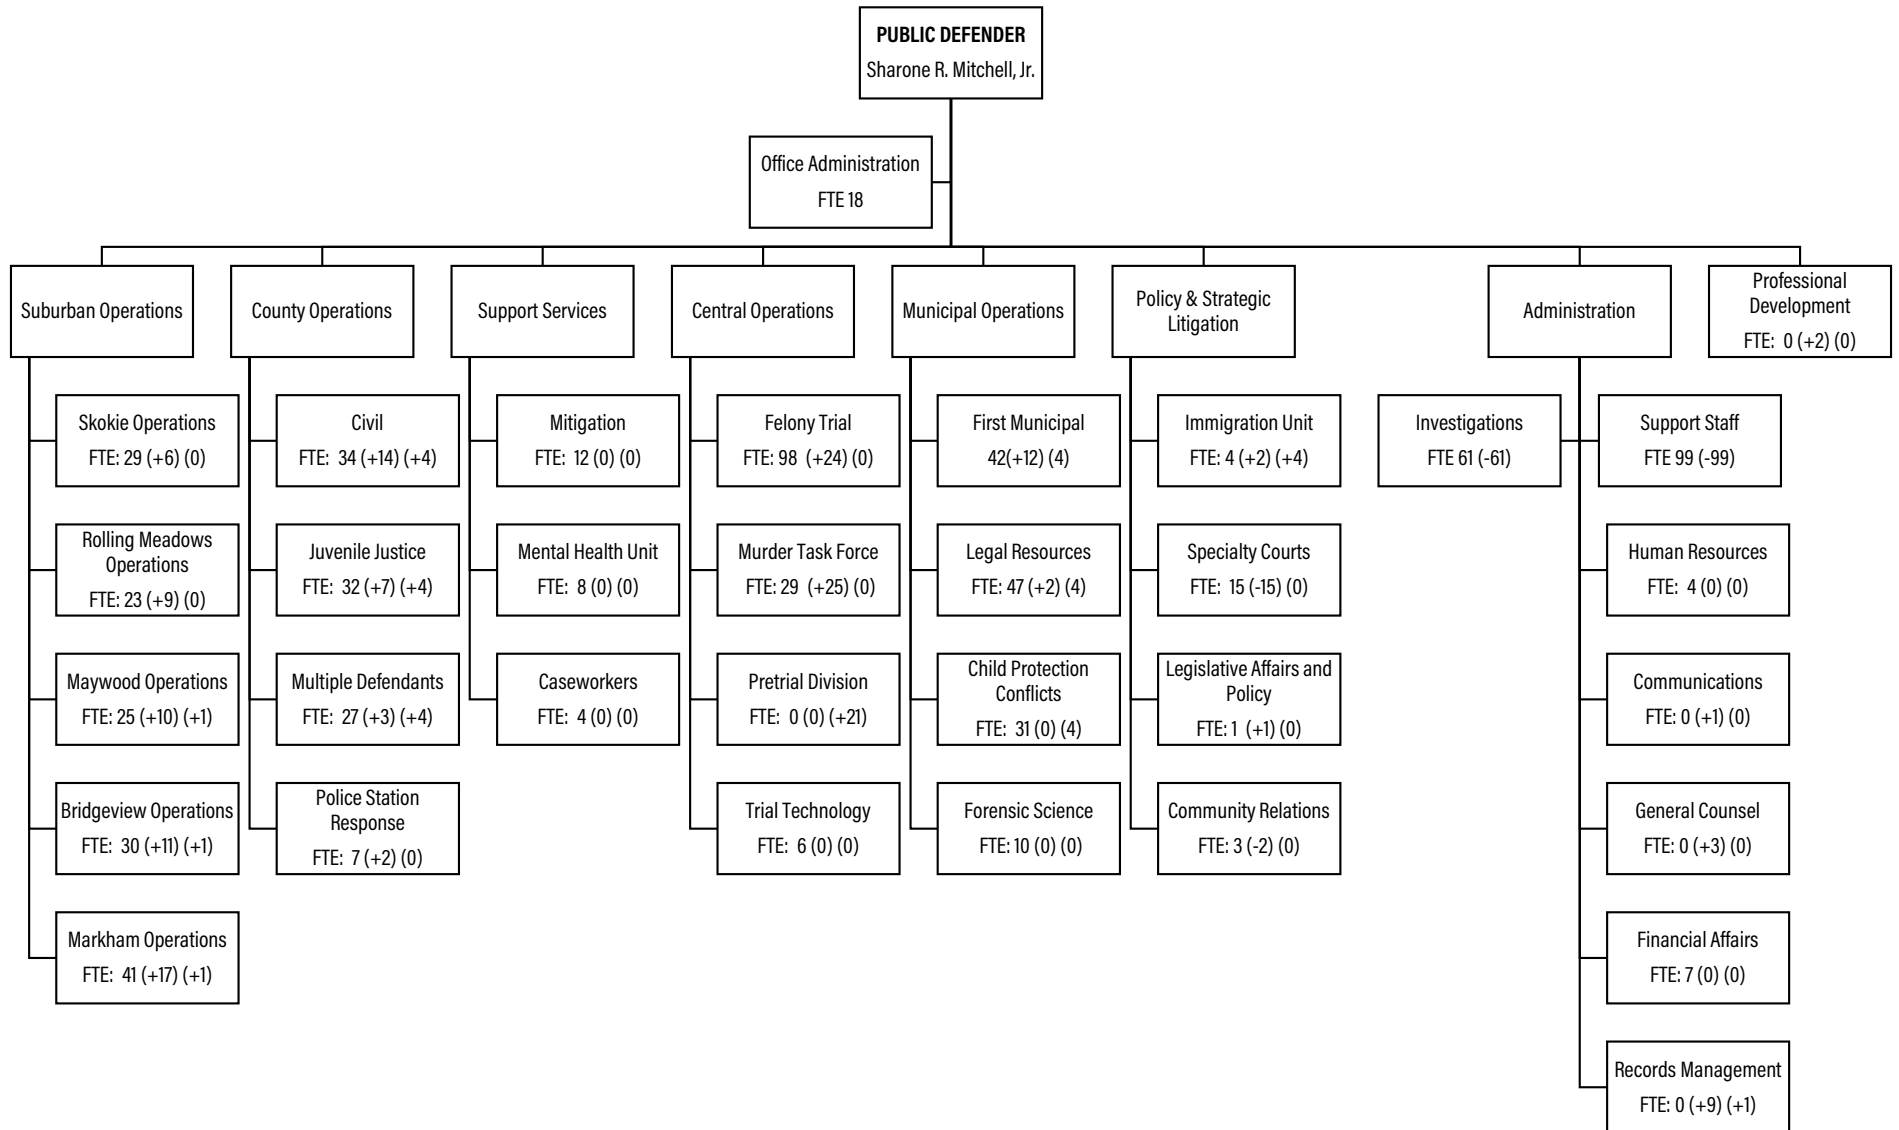 PUBLIC DEFENDER
Sharone R. Mitchell, Jr.
Office Administration
FTE 18
Suburban Operations
County Operations
Support Services
Central Operations
Municipal Operations
Policy & Strategic
Litigation
Administration
Professional
Development
FTE: 0 (+2) (0)
Skokie Operations
FTE: 29 (+6) (0)
Rolling Meadows
Operations
FTE: 23 (+9) (0)
Maywood Operations
FTE: 25 (+10) (+1)
Bridgeview Operations
FTE: 30 (+11) (+1)
Markham Operations
FTE: 41 (+17) (+1)
Civil
FTE: 34 (+14) (+4)
Juvenile Justice
FTE: 32 (+7) (+4)
Multiple Defendants
FTE: 27 (+3) (+4)
Police Station
Response
FTE: 7 (+2) (0)
Mitigation
FTE: 12 (0) (0)
Mental Health Unit
FTE: 8 (0) (0)
Caseworkers
FTE: 4 (0) (0)
Felony Trial
FTE: 98 (+24) (0)
Murder Task Force
FTE: 29 (+25) (0)
Pretrial Division
FTE: 0 (0) (+21)
Trial Technology
FTE: 6 (0) (0)
First Municipal
42(+12) (4)
Legal Resources
FTE: 47 (+2) (4)
Child Protection
Conflicts
FTE: 31 (0) (4)
Forensic Science
FTE: 10 (0) (0)
Immigration Unit
FTE: 4 (+2) (+4)
Specialty Courts
FTE: 15 (-15) (0)
Legislative Affairs and
Policy
FTE: 1 (+1) (0)
Community Relations
FTE: 3 (-2) (0)
Investigations
FTE 61 (-61)
Support Staff
FTE 99 (-99)
Human Resources
FTE: 4 (0) (0)
Communications
FTE: 0 (+1) (0)
General Counsel
FTE: 0 (+3) (0)
Financial Affairs
FTE: 7 (0) (0)
Records Management
FTE: 0 (+9) (+1)